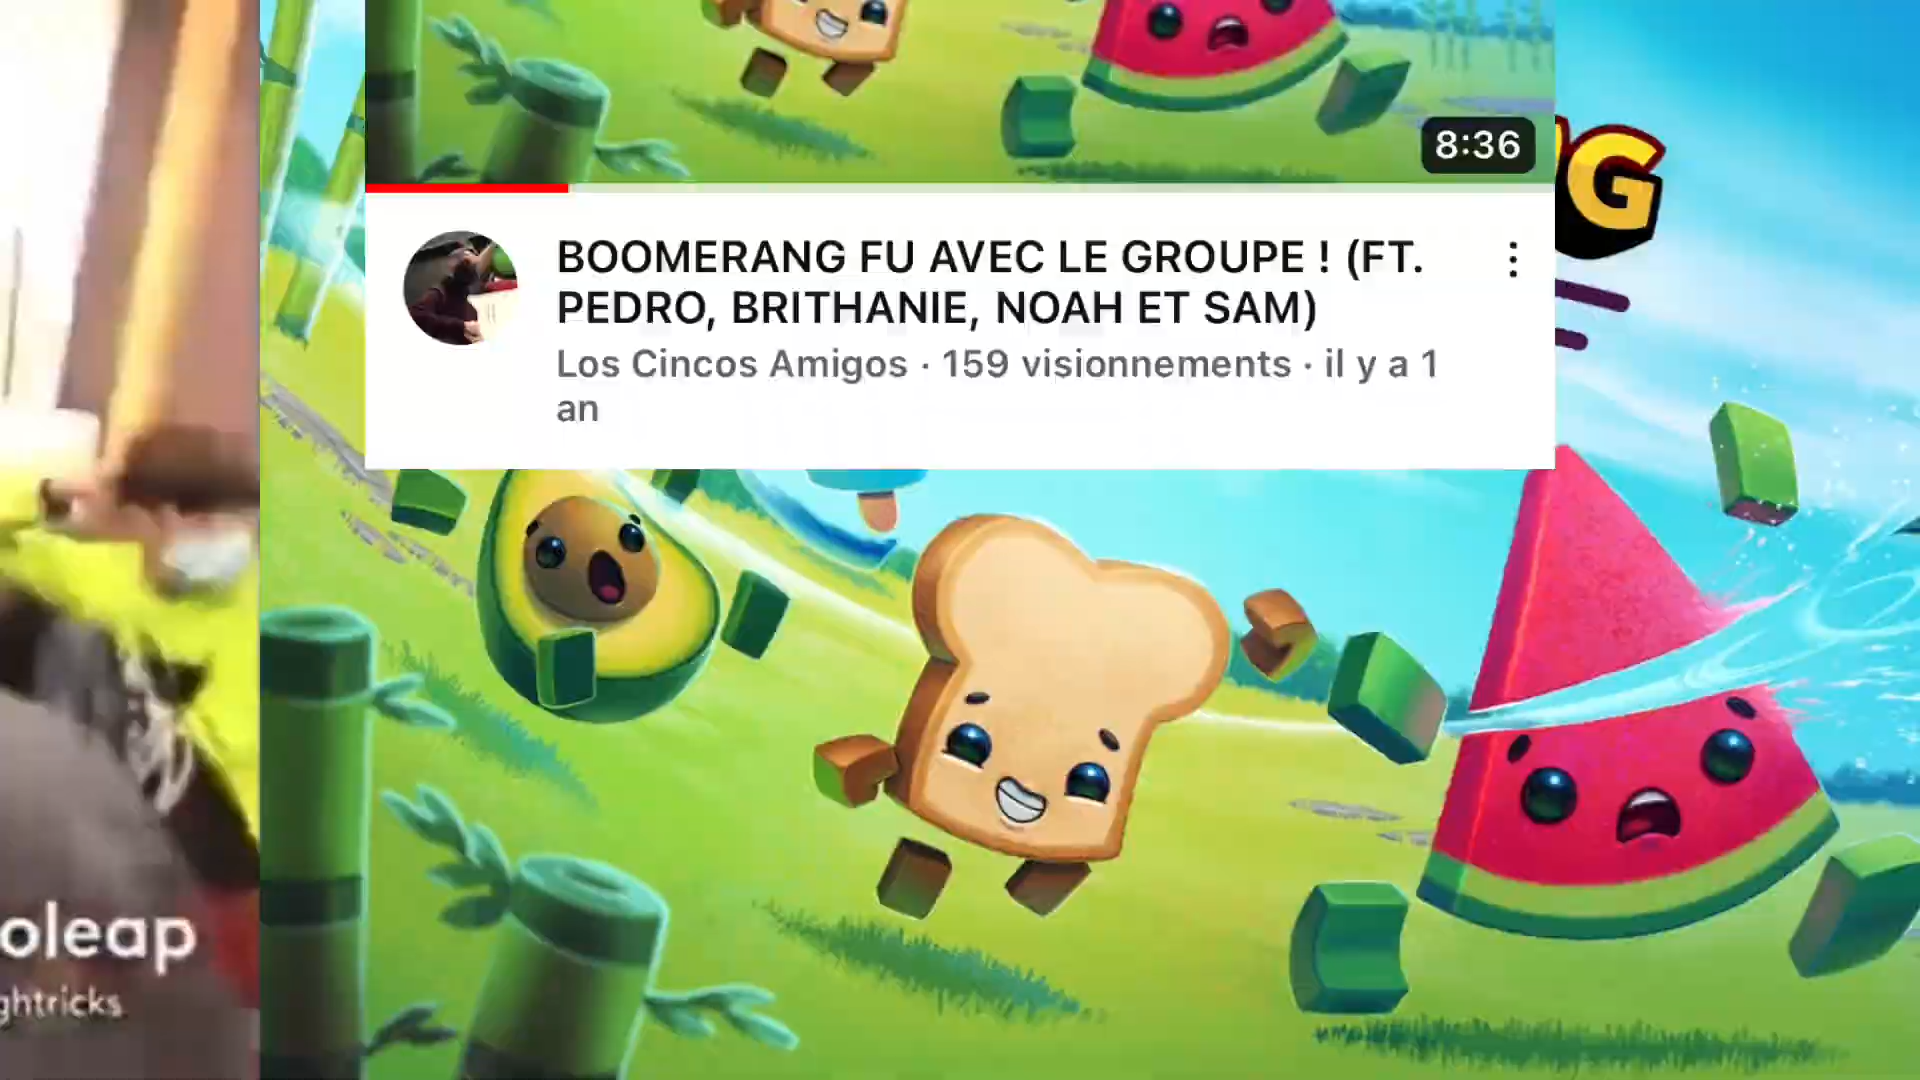 8:36
G
BOOMERANG FU AVEC LE GROUPE ! (FT.
PEDRO, BRITHANIE, NOAH ET SAM)
Los Cincos Amigos · 159 visionnements · il y a 1
an
oleap
ghtricks